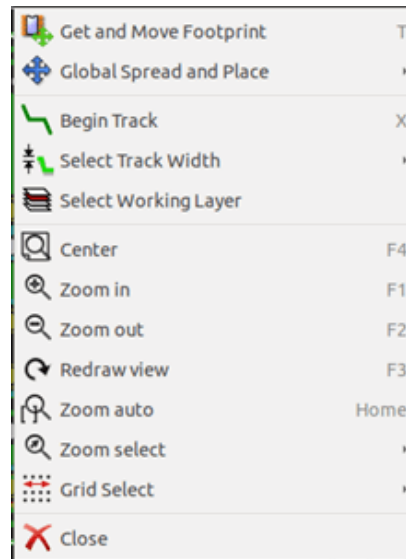 Get and Move Footprint T
Global Spread and Place
Begin Track X
Select Track Width
Select Working Layer
Center F4
Zoom in F1
Zoom out F2
Redraw view F3
Zoom auto Home
Zoom select
Grid Select
Close